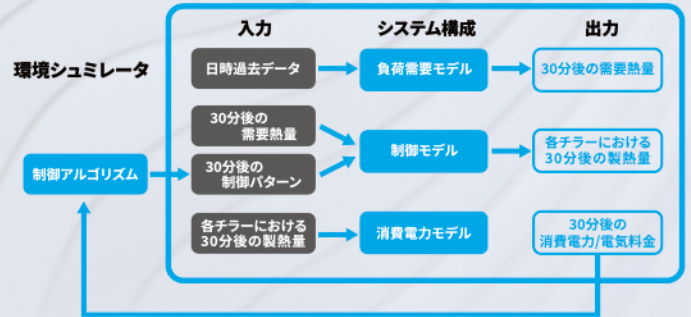 入力
システム構成
出力
環境シュミレータ
日時過去データ
負荷需要モデル
30分後の需要熱量
30分後の
需要熱量
制御モデル
各チラーにおける
30分後の製熱量
制御アルゴリズム
30分後の
制御パターン
各チラーにおける
30分後の製熱量
消費電力モデル
30分後の
消費電力/電気料金